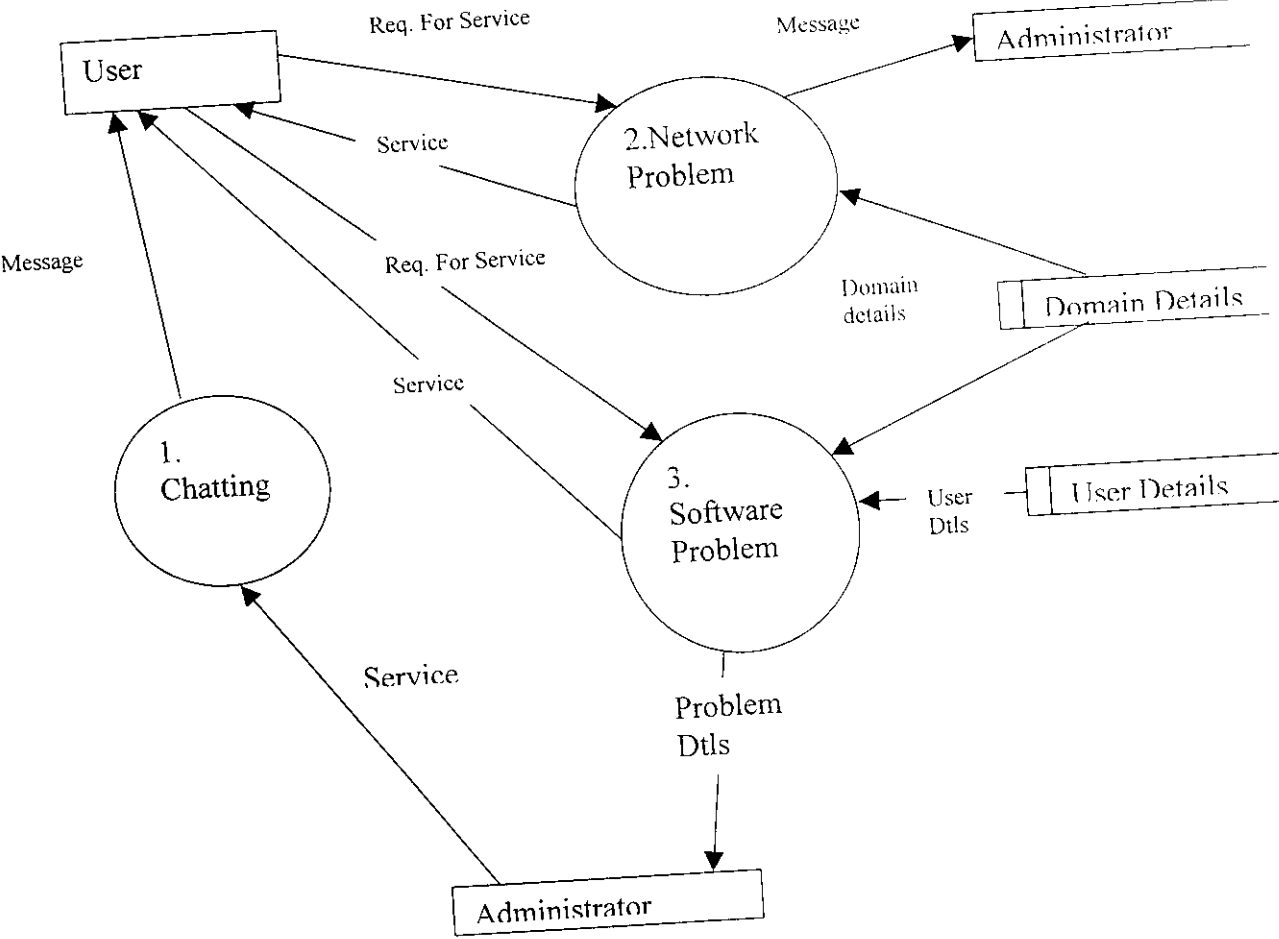 Req. For Service
Message
Administrator
User
2.Network
Problem
Service
Message
Req. For Service
Domain
details
Domain Details
Service
1.
Chatting
3.
Software
Problem
User
Dtls
User Details
Service
Problem
Dtls
Administrator